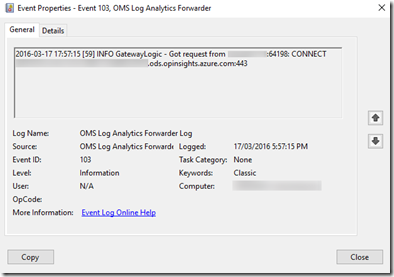 Event Properties - Event 103, OMS Log Analytics Forwarder
General
Details
2016-03-17 17:57:15 [59] INFO GatewayLogic - Got request from :64198: CONNECT
.ods.opinsights.azure.com:443
Log Name: OMS Log Analytics Forwarder Log
Source: OMS Log Analytics Forwarde Logged: 17/03/2016 5:57:15 PM
Event ID: 103 Task Category: None
Level: Information Keywords: Classic
User: N/A Computer:
OpCode:
More Information: Event Log Online Help
Copy
Close